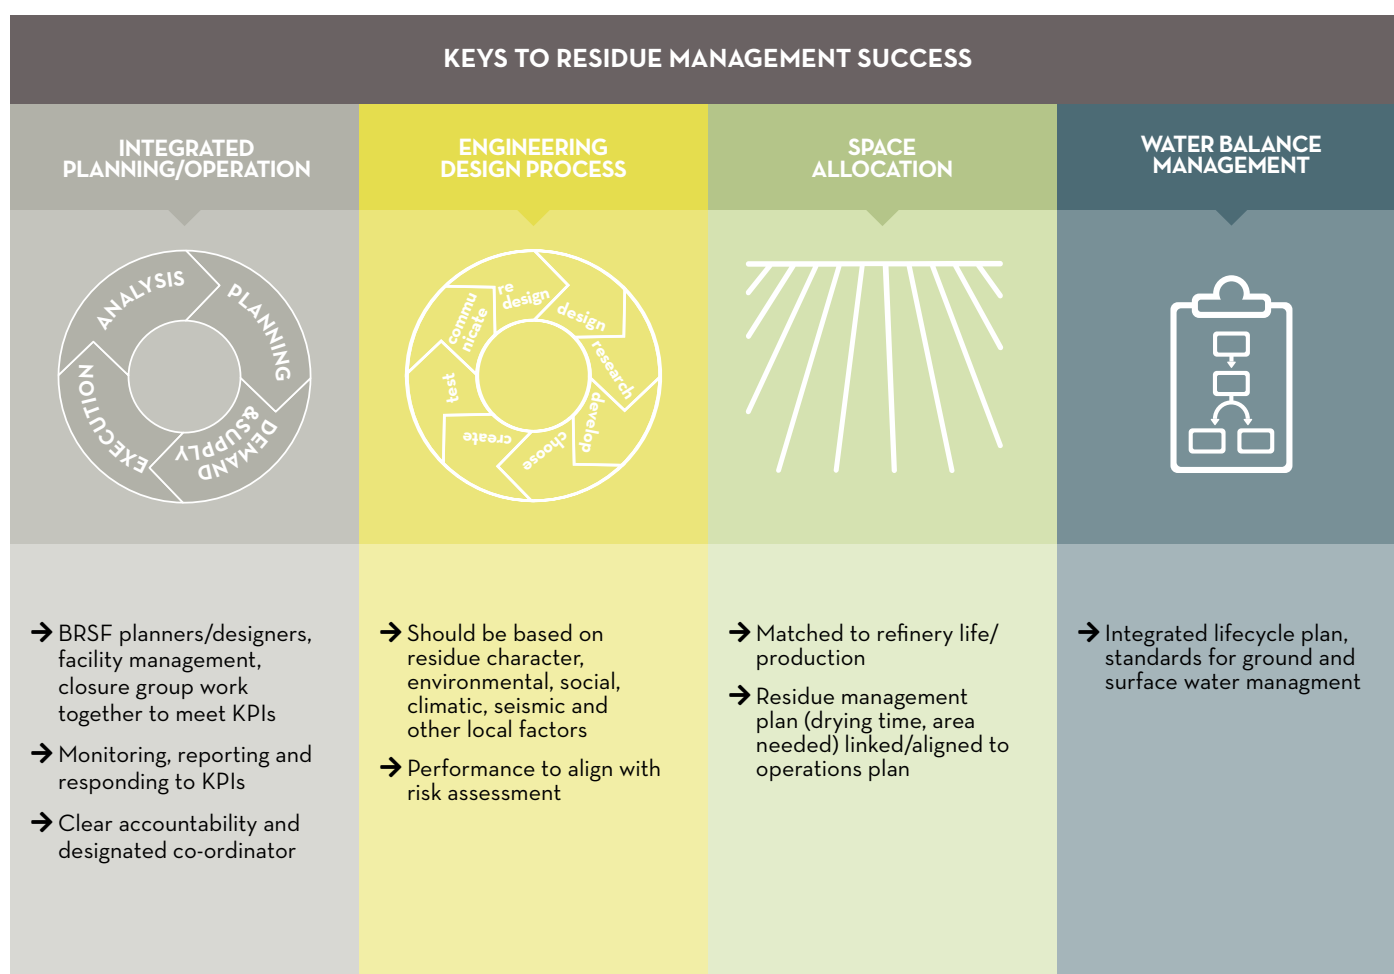 KEYS TO RESIDUE MANAGEMENT SUCCESS
INTEGRATED
PLANNING/OPERATION
ANALYSIS
PLANNING
DEMAND
&SUPPLY
EXECUTION
BRSF planners/designers,
facility management,
closure group work
together to meet KPIs
Monitoring, reporting and
responding to KPIs
Clear accountability and
designated co-ordinator
ENGINEERING
DESIGN PROCESS
re
design
design
research
develop
choose
create
test
commu
nicate
Should be based on
residue character,
environmental, social,
climatic, seismic and
other local factors
Performance to align with
risk assessment
SPACE
ALLOCATION
Matched to refinery life/
production
Residue management
plan (drying time, area
needed) linked/aligned to
operations plan
WATER BALANCE
MANAGEMENT
Integrated lifecycle plan,
standards for ground and
surface water managment